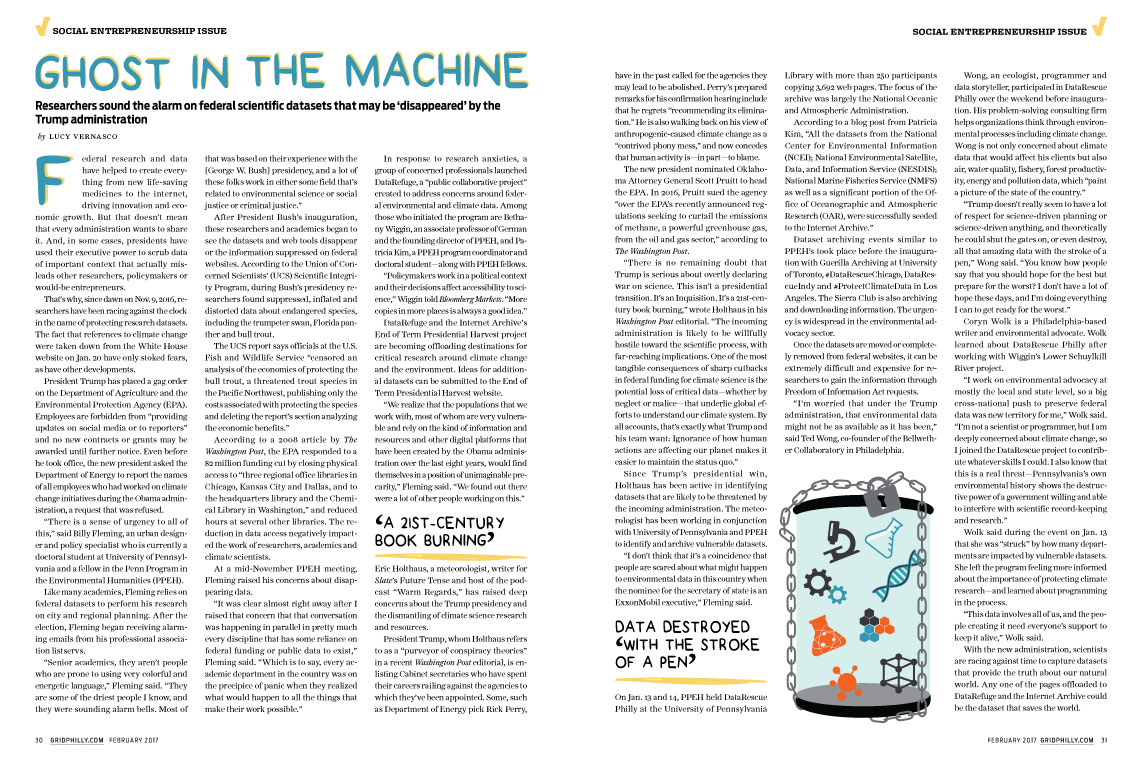 SOCIAL ENTREPRENEURSHIP ISSUE
GHOST IN THE MACHINE
Researchers sound the alarm on federal scientific datasets that may be ‘disappeared’ by the
Trump administration
by LUCY VERNASCO
Federal research and data
have helped to create every-
thing from new life-saving
medicines to the internet,
driving innovation and eco-
nomic growth. But that doesn't mean
that every administration wants to share
it. And, in some cases, presidents have
used their executive power to scrub data
of important context that actually mis-
leads other researchers, policymakers or
would-be entrepreneurs.
That's why, since dawn on Nov. 9, 2016, re-
searchers have been racing against the clock
in the name of protecting research datasets.
The fact that references to climate change
were taken down from the White House
website on Jan. 20 have only stoked fears,
as have other developments.
President Trump has placed a gag order
on the Department of Agriculture and the
Environmental Protection Agency (EPA).
Employees are forbidden from “providing
updates on social media or to reporters”
and no new contracts or grants may be
awarded until further notice. Even before
he took office, the new president asked the
Department of Energy to report the names
of all employees who had worked on climate
change initiatives during the Obama admin-
istration, a request that was refused.
“There is a sense of urgency to all of
this,” said Billy Fleming, an urban design-
er and policy specialist who is currently a
doctoral student at University of Pennsyl-
vania and a fellow in the Penn Program in
the Environmental Humanities (PPEH).
Like many academics, Fleming relies on
federal datasets to perform his research
on city and regional planning. After the
election, Fleming began receiving alarm-
ing emails from his professional associa-
tion listservs.
“Senior academics, they aren't people
who are prone to using very colorful and
energetic language,” Fleming said. “They
are some of the driest people I know, and
they were sounding alarm bells. Most of
that was based on their experience with the
[George W. Bush] presidency, and a lot of
these folks work in either some field that's
related to environmental science or social
justice or criminal justice.”
After President Bush's inauguration,
these researchers and academics began to
see the datasets and web tools disappear
or the information suppressed on federal
websites. According to the Union of Con-
cerned Scientists' (UCS) Scientific Integri-
ty Program, during Bush's presidency re-
searchers found suppressed, inflated and
distorted data about endangered species,
including the trumpeter swan, Florida pan-
ther and bull trout.
The UCS report says officials at the U.S.
Fish and Wildlife Service “censored an
analysis of the economics of protecting the
bull trout, a threatened trout species in
the Pacific Northwest, publishing only the
costs associated with protecting the species
and deleting the report's section analyzing
the economic benefits.”
According to a 2008 article by The
Washington Post, the EPA responded to a
$2 million funding cut by closing physical
access to “three regional office libraries in
Chicago, Kansas City and Dallas, and to
the headquarters library and the Chemi-
cal Library in Washington,” and reduced
hours at several other libraries. The re-
duction in data access negatively impact-
ed the work of researchers, academics and
climate scientists.
At a mid-November PPEH meeting,
Fleming raised his concerns about disap-
pearing data.
“It was clear almost right away after I
raised that concern that that conversation
was happening in parallel in pretty much
every discipline that has some reliance on
federal funding or public data to exist,”
Fleming said. “Which is to say, every ac-
ademic department in the country was on
the precipice of panic when they realized
what would happen to all the things that
make their work possible.”
In response to research anxieties, a
group of concerned professionals launched
DataRefuge, a “public collaborative project”
created to address concerns around feder-
al environmental and climate data. Among
those who initiated the program are Betha-
ny Wiggin, an associate professor of German
and the founding director of PPEH, and Pa-
tricia Kim, a PPEH program coordinator and
doctoral student—along with PPEH fellows.
“Policymakers work in a political context
and their decisions affect accessibility to sci-
ence,” Wiggin told Bloomberg Markets. “More
copies in more places is always a good idea.”
DataRefuge and the Internet Archive's
End of Term Presidential Harvest project
are becoming offloading destinations for
critical research around climate change
and the environment. Ideas for addition-
al datasets can be submitted to the End of
Term Presidential Harvest website.
“We realize that the populations that we
work with, most of whom are very vulnera-
ble and rely on the kind of information and
resources and other digital platforms that
have been created by the Obama adminis-
tration over the last eight years, would find
themselves in a position of unimaginable pre-
carity,” Fleming said. “We found out there
were a lot of other people working on this.”
‘A 21ST-CENTURY
BOOK BURNING’
Eric Holthaus, a meteorologist, writer for
Slate's Future Tense and host of the pod-
cast “Warm Regards,” has raised deep
concerns about the Trump presidency and
the dismantling of climate science research
and resources.
President Trump, whom Holthaus refers
to as a “purveyor of conspiracy theories”
in a recent Washington Post editorial, is en-
listing Cabinet secretaries who have spent
their careers railing against the agencies to
which they've been appointed. Some, such
as Department of Energy pick Rick Perry,
30 GRIDPHILLY.COM FEBRUARY 2017
SOCIAL ENTREPRENEURSHIP ISSUE
have in the past called for the agencies they
may lead to be abolished. Perry's prepared
remarks for his confirmation hearing include
that he regrets “recommending its elimina-
tion.” He is also walking back on his view of
anthropogenic-caused climate change as a
“contrived phony mess,” and now concedes
that human activity is—in part—to blame.
The new president nominated Oklaho-
ma Attorney General Scott Pruitt to head
the EPA. In 2016, Pruitt sued the agency
“over the EPA's recently announced reg-
ulations seeking to curtail the emissions
of methane, a powerful greenhouse gas,
from the oil and gas sector,” according to
The Washington Post.
“There is no remaining doubt that
Trump is serious about overtly declaring
war on science. This isn't a presidential
transition. It's an Inquisition. It's a 21st-cen-
tury book burning,” wrote Holthaus in his
Washington Post editorial. “The incoming
administration is likely to be willfully
hostile toward the scientific process, with
far-reaching implications. One of the most
tangible consequences of sharp cutbacks
in federal funding for climate science is the
potential loss of critical data—whether by
neglect or malice—that underlie global ef-
forts to understand our climate system. By
all accounts, that's exactly what Trump and
his team want: Ignorance of how human
actions are affecting our planet makes it
easier to maintain the status quo.”
Since Trump's presidential win,
Holthaus has been active in identifying
datasets that are likely to be threatened by
the incoming administration. The meteo-
rologist has been working in conjunction
with University of Pennsylvania and PPEH
to identify and archive vulnerable datasets.
“I don't think that it's a coincidence that
people are scared about what might happen
to environmental data in this country when
the nominee for the secretary of state is an
ExxonMobil executive,” Fleming said.
DATA DESTROYED
‘WITH THE STROKE
OF A PEN’
On Jan. 13 and 14, PPEH held DataRescue
Philly at the University of Pennsylvania
Library with more than 250 participants
copying 3,692 web pages. The focus of the
archive was largely the National Oceanic
and Atmospheric Administration.
According to a blog post from Patricia
Kim, “All the datasets from the National
Center for Environmental Information
(NCEI); National Environmental Satellite,
Data, and Information Service (NESDIS);
National Marine Fisheries Service (NMFS)
as well as a significant portion of the Of-
fice of Oceanographic and Atmospheric
Research (OAR), were successfully seeded
to the Internet Archive.”
Dataset archiving events similar to
PPEH's took place before the inaugura-
tion with Guerilla Archiving at University
of Toronto, #DataRescueChicago, DataRes-
cueIndy and #ProtectClimateData in Los
Angeles. The Sierra Club is also archiving
and downloading information. The urgen-
cy is widespread in the environmental ad-
vocacy sector.
Once the datasets are moved or complete-
ly removed from federal websites, it can be
extremely difficult and expensive for re-
searchers to gain the information through
Freedom of Information Act requests.
“I'm worried that under the Trump
administration, that environmental data
might not be as available as it has been,”
said Ted Wong, co-founder of the Bellweth-
er Collaboratory in Philadelphia.
Wong, an ecologist, programmer and
data storyteller, participated in DataRescue
Philly over the weekend before inaugura-
tion. His problem-solving consulting firm
helps organizations think through environ-
mental processes including climate change.
Wong is not only concerned about climate
data that would affect his clients but also
air, water quality, fishery, forest productiv-
ity, energy and pollution data, which “paint
a picture of the state of the country.”
“Trump doesn't really seem to have a lot
of respect for science-driven planning or
science-driven anything, and theoretically
he could shut the gates on, or even destroy,
all that amazing data with the stroke of a
pen,” Wong said. “You know how people
say that you should hope for the best but
prepare for the worst? I don't have a lot of
hope these days, and I'm doing everything
I can to get ready for the worst.”
Coryn Wolk is a Philadelphia-based
writer and environmental advocate. Wolk
learned about DataRescue Philly after
working with Wiggin's Lower Schuylkill
River project.
“I work on environmental advocacy at
mostly the local and state level, so a big
cross-national push to preserve federal
data was new territory for me,” Wolk said.
“I'm not a scientist or programmer, but I am
deeply concerned about climate change, so
I joined the DataRescue project to contrib-
ute whatever skills I could. I also know that
this is a real threat—Pennsylvania's own
environmental history shows the destruc-
tive power of a government willing and able
to interfere with scientific record-keeping
and research.”
Wolk said during the event on Jan. 13
that she was “struck” by how many depart-
ments are impacted by vulnerable datasets.
She left the program feeling more informed
about the importance of protecting climate
research—and learned about programming
in the process.
“This data involves all of us, and the peo-
ple creating it need everyone's support to
keep it alive,” Wolk said.
With the new administration, scientists
are racing against time to capture datasets
that provide the truth about our natural
world. Any one of the pages offloaded to
DataRefuge and the Internet Archive could
be the dataset that saves the world.
FEBRUARY 2017 GRIDPHILLY.COM 31